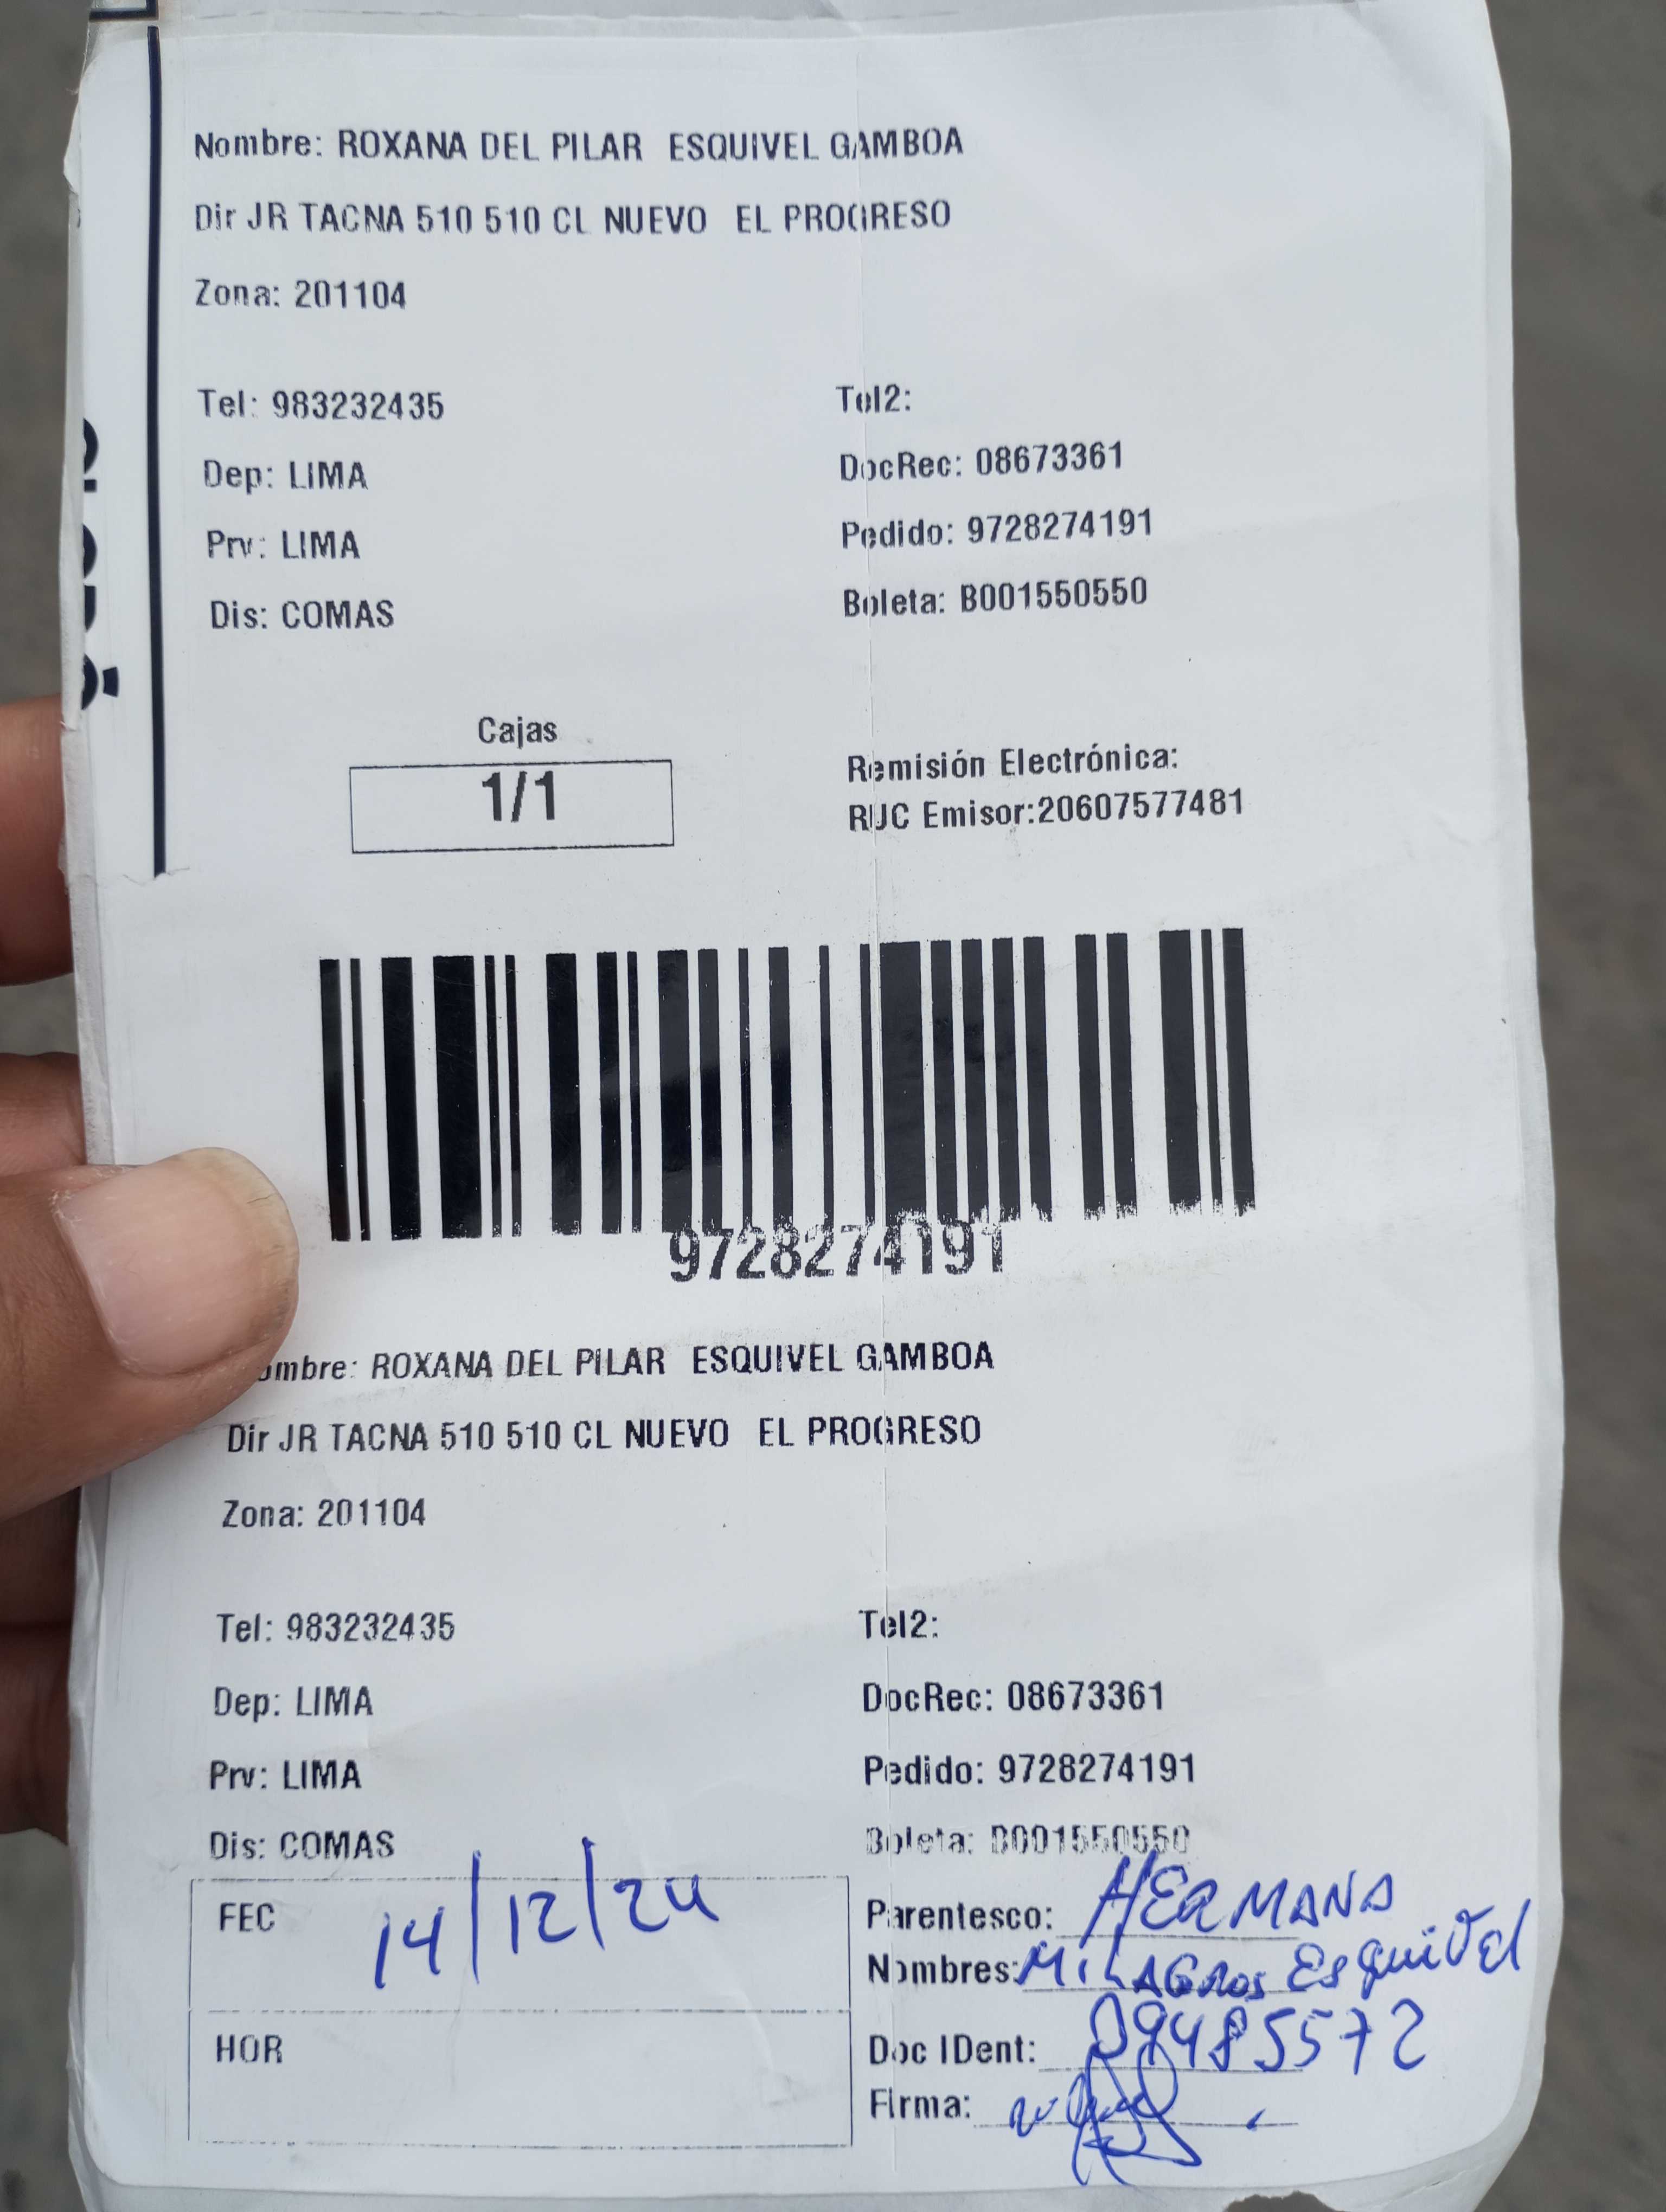 Nombre: ROXANA DEL PILAR ESQUIVEL GAMBOA
Dir JR TACNA 510 510 CL NUEVO EL PROGRESO
Zona: 201104
Tel: 983232435 Tel2:
Dep: LIMA DocRec: 08673361
Prv: LIMA Pedido: 9728274191
Dis: COMAS Boleta: B001550550
Cajas
1/1
Remisión Electrónica:
RUC Emisor:20607577481
9728274191
ombre: ROXANA DEL PILAR ESQUIVEL GAMBOA
Dir JR TACNA 510 510 CL NUEVO EL PROGRESO
Zona: 201104
Tel: 983232435 Tel2:
Dep: LIMA DocRec: 08673361
Prv: LIMA Pedido: 9728274191
Dis: COMAS Boleta: B001550550
FEC 14/12/24
HOR
Parentesco: HERMANA
Nombres: MILAGROS EsquiVel
Doc IDent: 09485572
Firma: